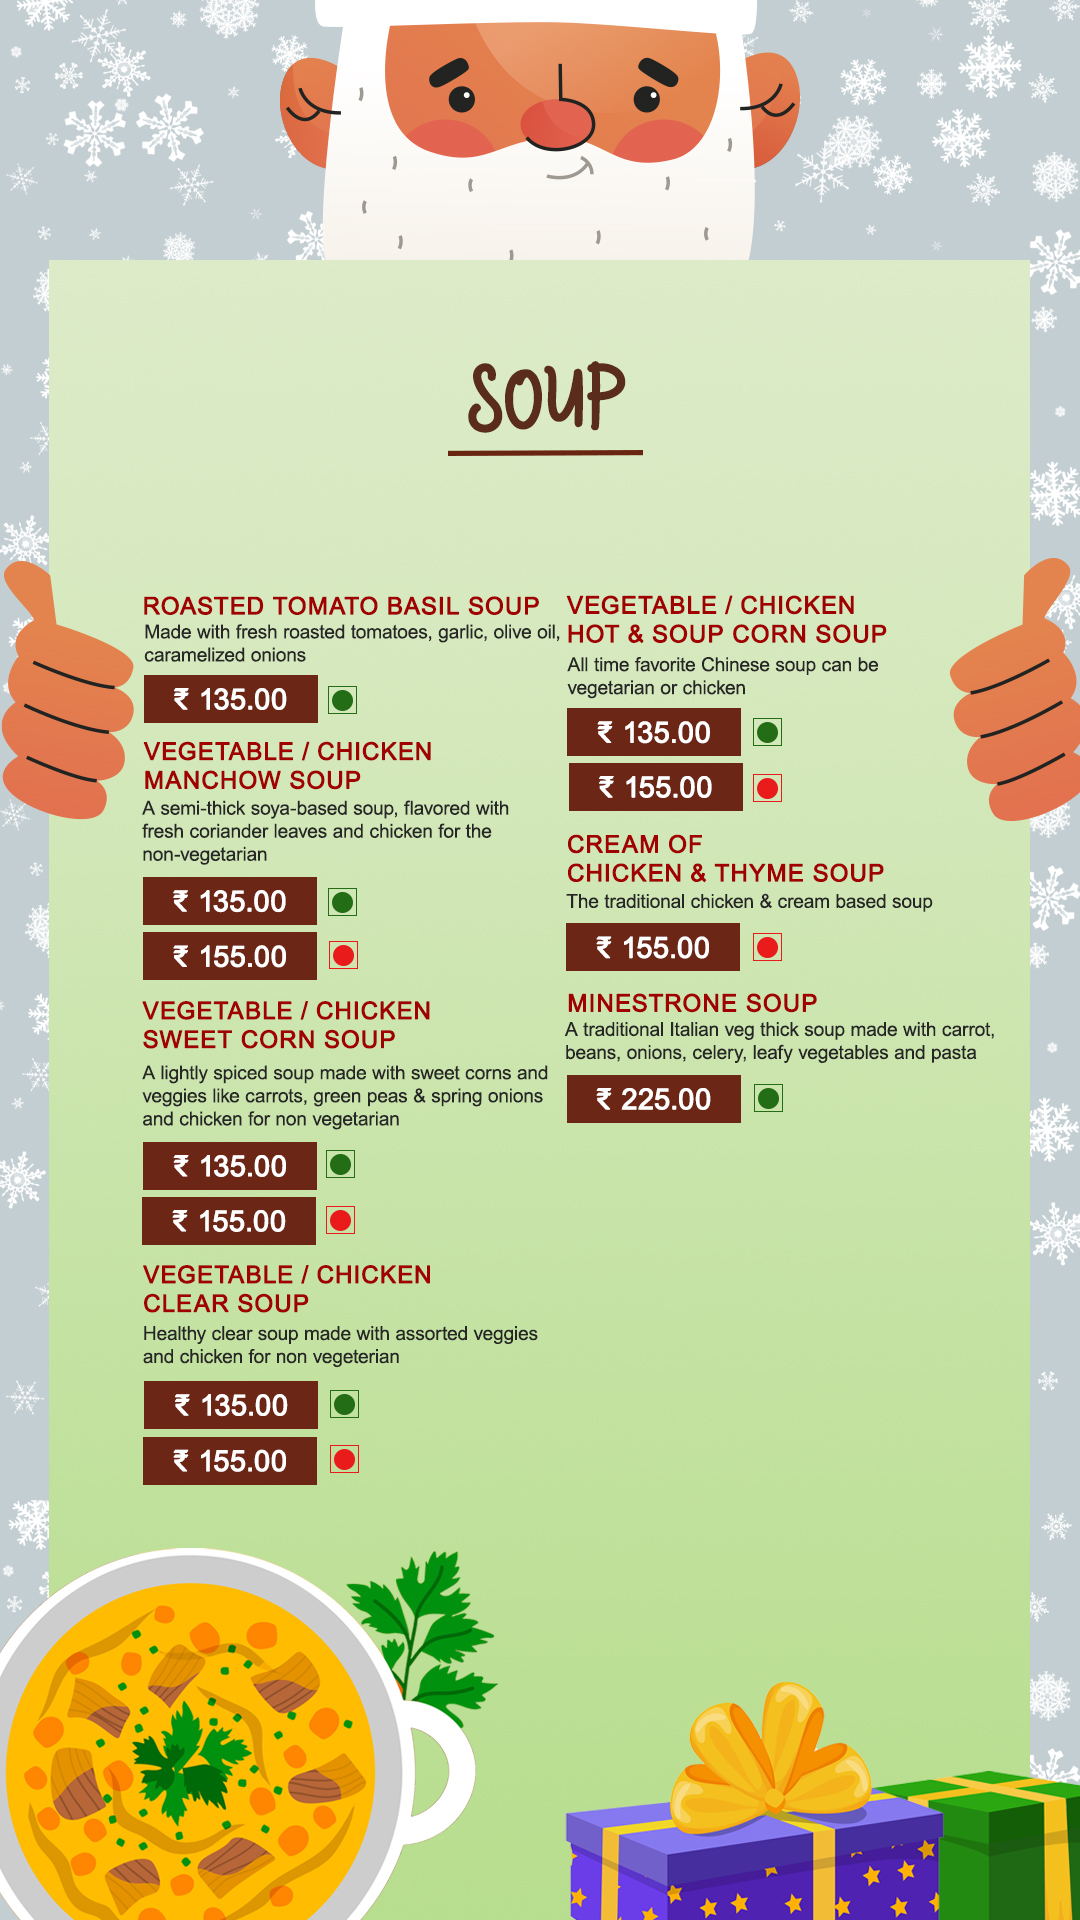 SOUP
ROASTED TOMATO BASIL SOUP
Made with fresh roasted tomatoes, garlic, olive oil,
caramelized onions
₹ 135.00
VEGETABLE / CHICKEN
MANCHOW SOUP
A semi-thick soya-based soup, flavored with
fresh coriander leaves and chicken for the
non-vegetarian
₹ 135.00
₹ 155.00
VEGETABLE / CHICKEN
SWEET CORN SOUP
A lightly spiced soup made with sweet corns and
veggies like carrots, green peas & spring onions
and chicken for non vegetarian
₹ 135.00
₹ 155.00
VEGETABLE / CHICKEN
CLEAR SOUP
Healthy clear soup made with assorted veggies
and chicken for non vegeterian
₹ 135.00
₹ 155.00
VEGETABLE / CHICKEN
HOT & SOUP CORN SOUP
All time favorite Chinese soup can be
vegetarian or chicken
₹ 135.00
₹ 155.00
CREAM OF
CHICKEN & THYME SOUP
The traditional chicken & cream based soup
₹ 155.00
MINESTRONE SOUP
A traditional Italian veg thick soup made with carrot,
beans, onions, celery, leafy vegetables and pasta
₹ 225.00